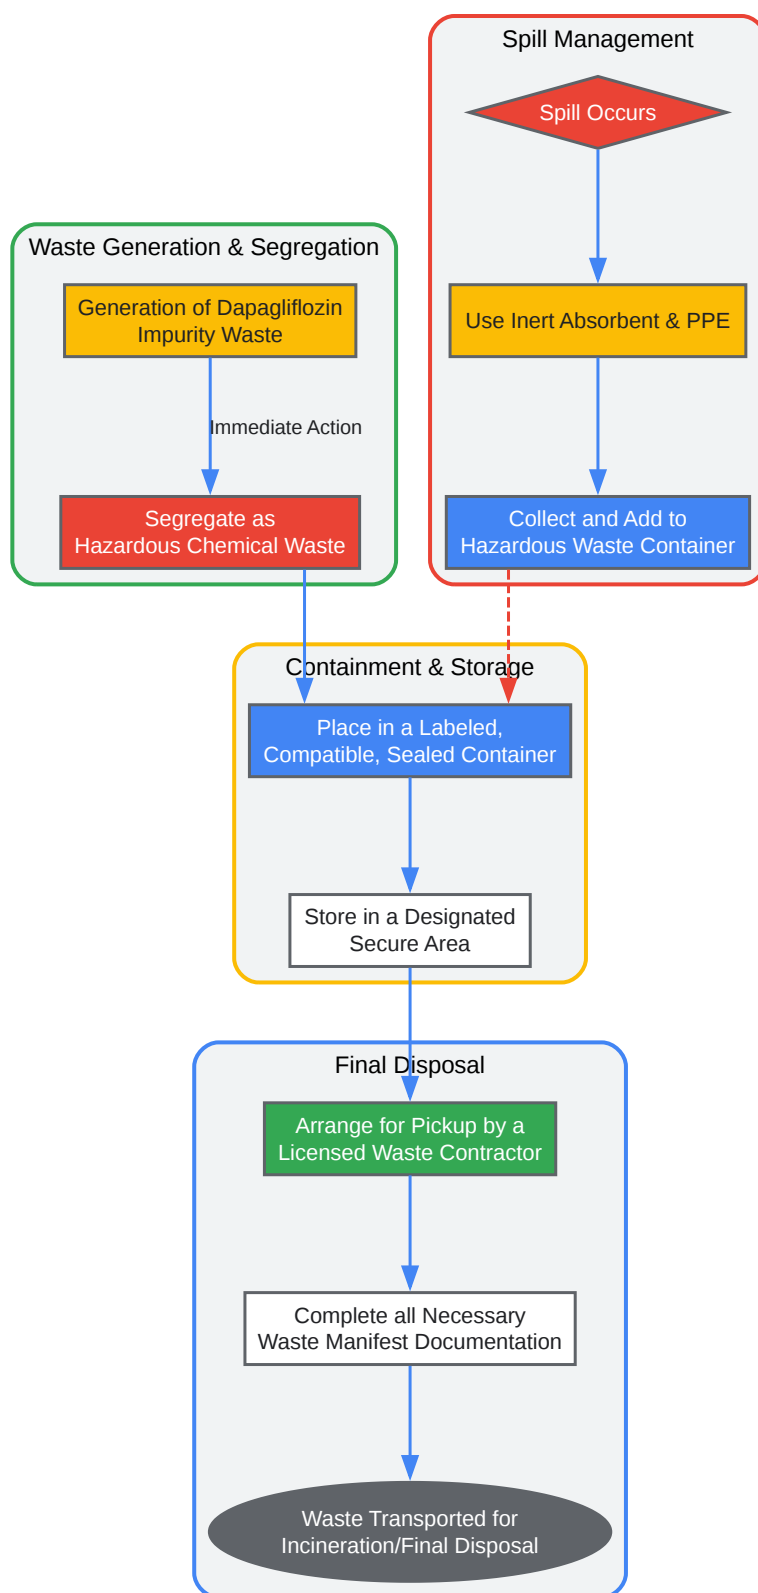 Spill Management
Spill Occurs
Waste Generation & Segregation
Generation of Dapagliflozin
Impurity Waste
Use Inert Absorbent & PPE
Immediate Action
Segregate as
Hazardous Chemical Waste
Collect and Add to
Hazardous Waste Container
Containment & Storage
Place in a Labeled,
Compatible, Sealed Container
Store in a Designated
Secure Area
Final Disposal
Arrange for Pickup by a
Licensed Waste Contractor
Complete all Necessary
Waste Manifest Documentation
Waste Transported for
Incineration/Final Disposal